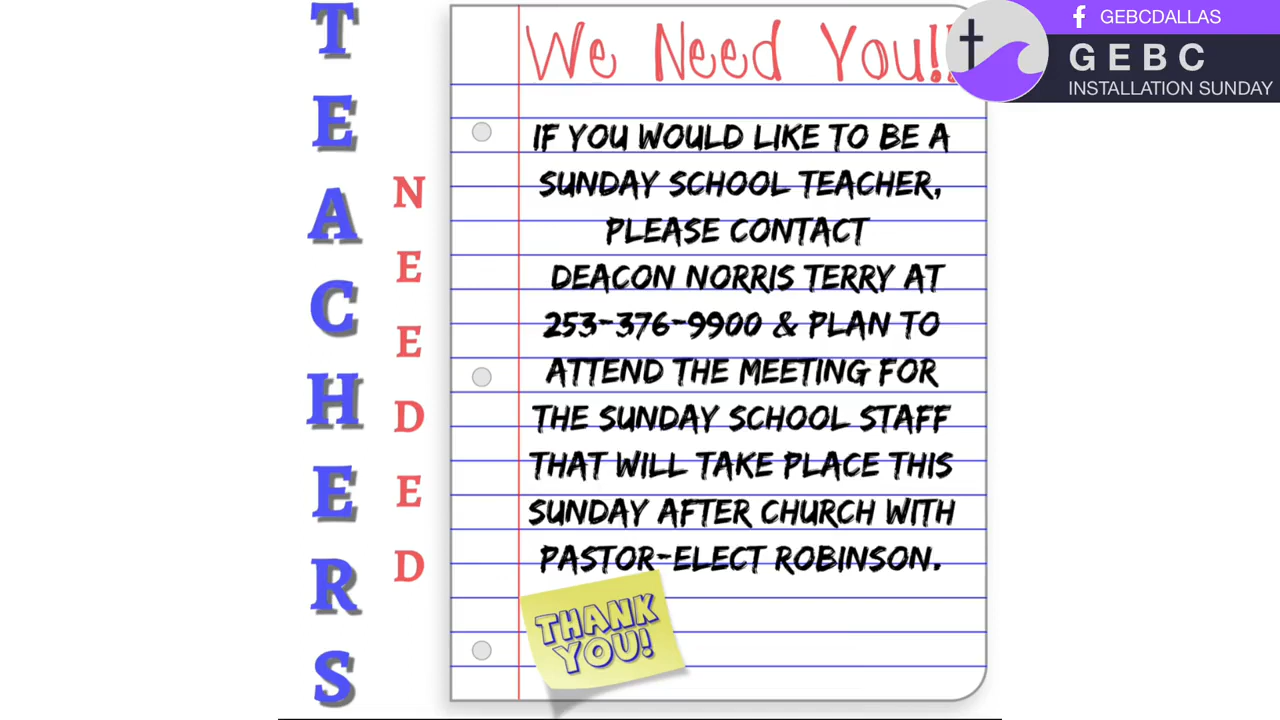 TEACHERS
NEEDED
We Need You!!
IF YOU WOULD LIKE TO BE A
SUNDAY SCHOOL TEACHER,
PLEASE CONTACT
DEACON NORRIS TERRY AT
253-376-9900 & PLAN TO
ATTEND THE MEETING FOR
THE SUNDAY SCHOOL STAFF
THAT WILL TAKE PLACE THIS
SUNDAY AFTER CHURCH WITH
PASTOR-ELECT ROBINSON.
THANK
YOU!
GEBCDALLAS
GEBC
INSTALLATION SUNDAY